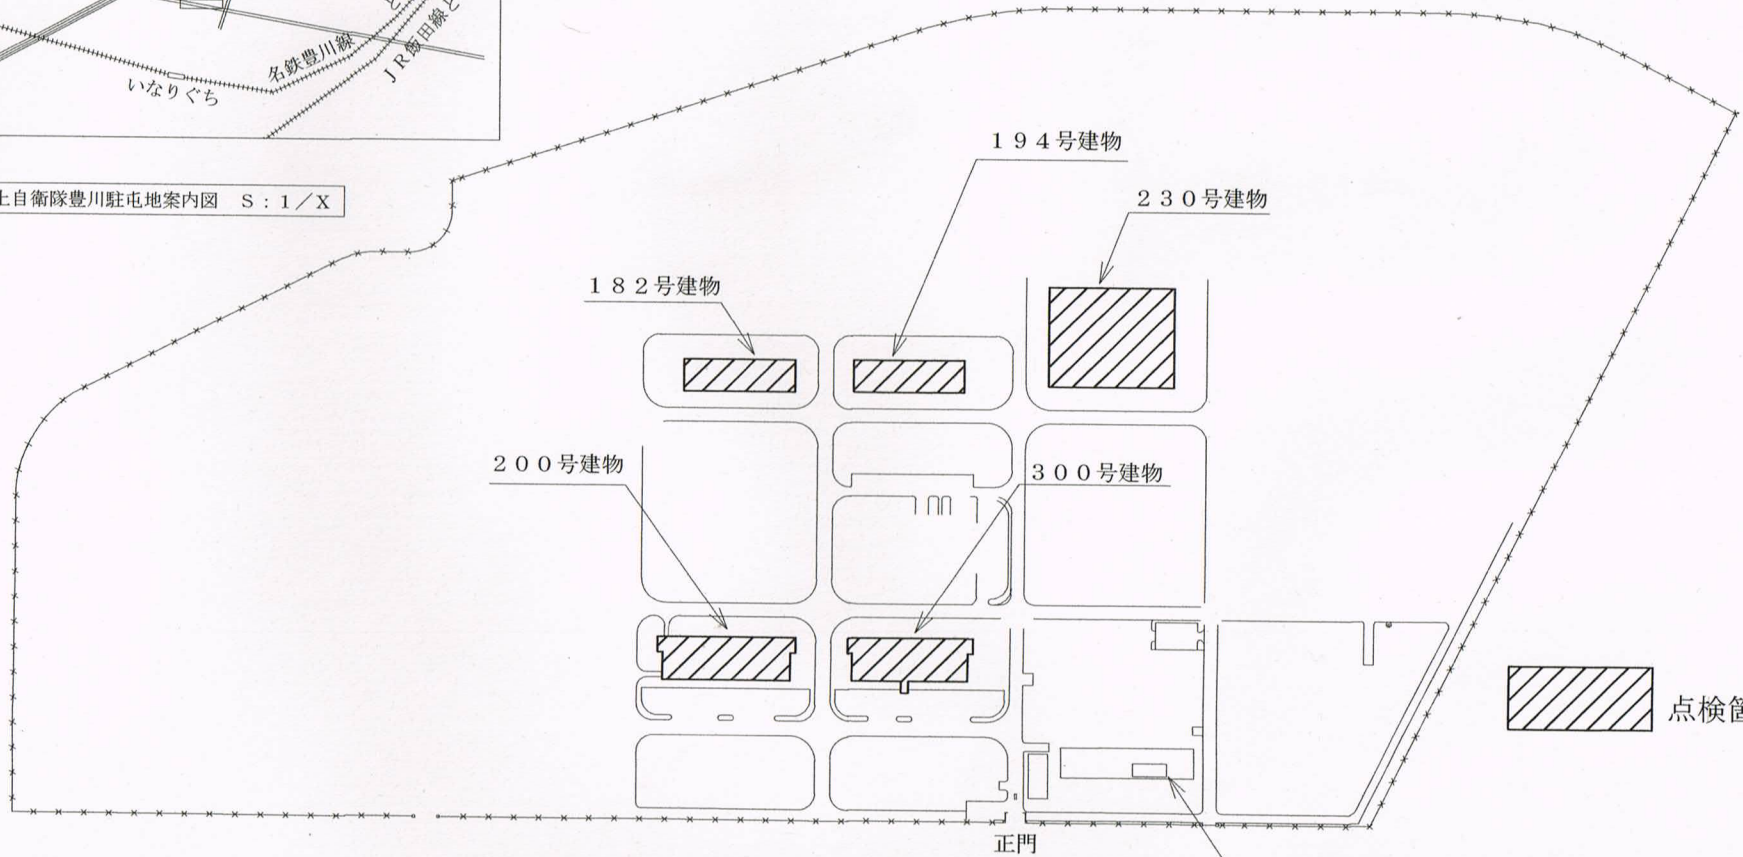 名鉄豊川線
JR飯田線
いなりぐち
土自衛隊豊川駐屯地案内図　S：1／X
194号建物
230号建物
182号建物
200号建物
300号建物
点検箇
正門